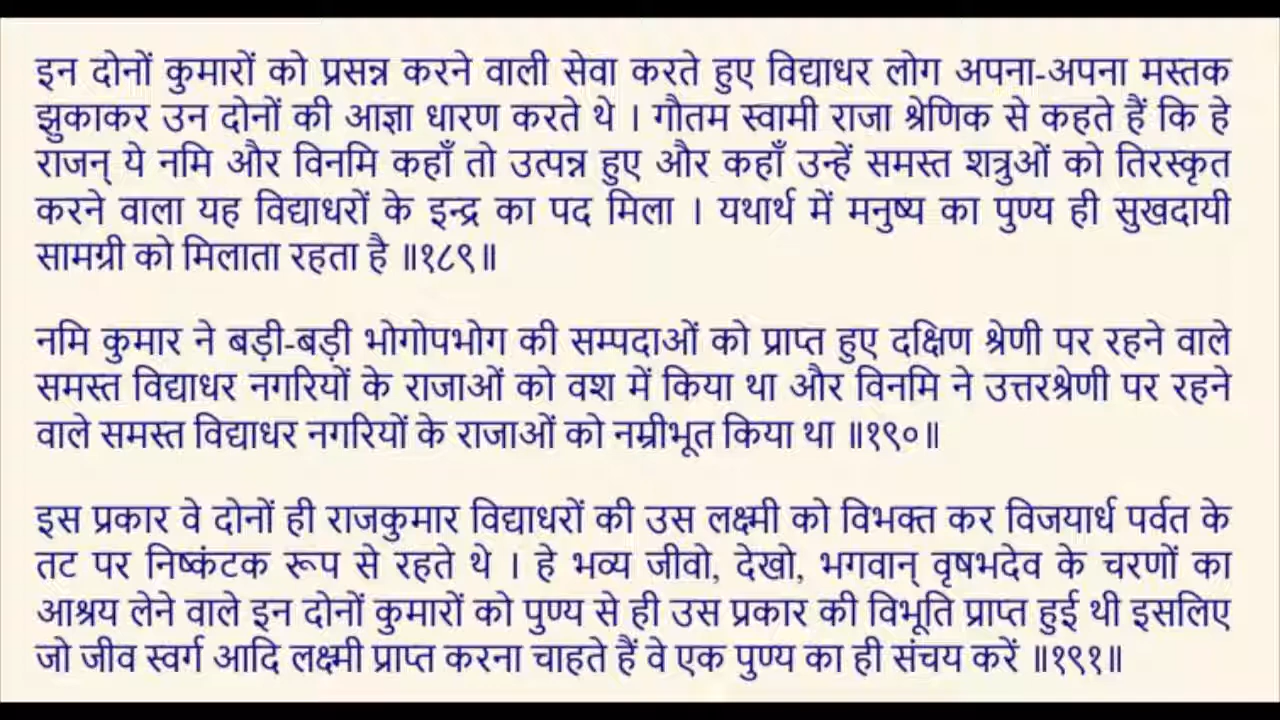 इन दोनों कुमारों को प्रसन्न करने वाली सेवा करते हुए विद्याधर लोग अपना-अपना मस्तक
झुकाकर उन दोनों की आज्ञा धारण करते थे । गौतम स्वामी राजा श्रेणिक से कहते हैं कि हे
राजन् ये नमि और विनमि कहाँ तो उत्पन्न हुए और कहाँ उन्हें समस्त शत्रुओं को तिरस्कृत
करने वाला यह विद्याधरों के इन्द्र का पद मिला । यथार्थ में मनुष्य का पुण्य ही सुखदायी
सामग्री को मिलाता रहता है ॥१८९॥
नमि कुमार ने बड़ी-बड़ी भोगोपभोग की सम्पदाओं को प्राप्त हुए दक्षिण श्रेणी पर रहने वाले
समस्त विद्याधर नगरियों के राजाओं को वश में किया था और विनमि ने उत्तरश्रेणी पर रहने
वाले समस्त विद्याधर नगरियों के राजाओं को नम्रीभूत किया था ॥१९०॥
इस प्रकार वे दोनों ही राजकुमार विद्याधरों की उस लक्ष्मी को विभक्त कर विजयार्ध पर्वत के
तट पर निष्कंटक रूप से रहते थे । हे भव्य जीवो, देखो, भगवान् वृषभदेव के चरणों का
आश्रय लेने वाले इन दोनों कुमारों को पुण्य से ही उस प्रकार की विभूति प्राप्त हुई थी इसलिए
जो जीव स्वर्ग आदि लक्ष्मी प्राप्त करना चाहते हैं वे एक पुण्य का ही संचय करें ॥१९१॥